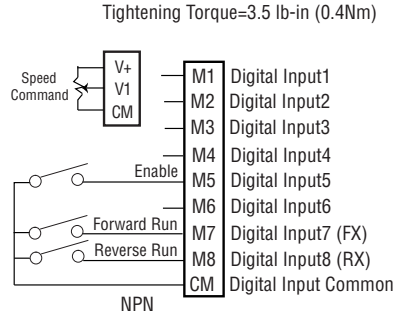 Tightening Torque=3.5 lb-in (0.4Nm)
Speed
Command
V+
V1
CM
M1 Digital Input1
M2 Digital Input2
M3 Digital Input3
M4 Digital Input4
Enable M5 Digital Input5
M6 Digital Input6
Forward Run M7 Digital Input7 (FX)
Reverse Run M8 Digital Input8 (RX)
CM Digital Input Common
NPN